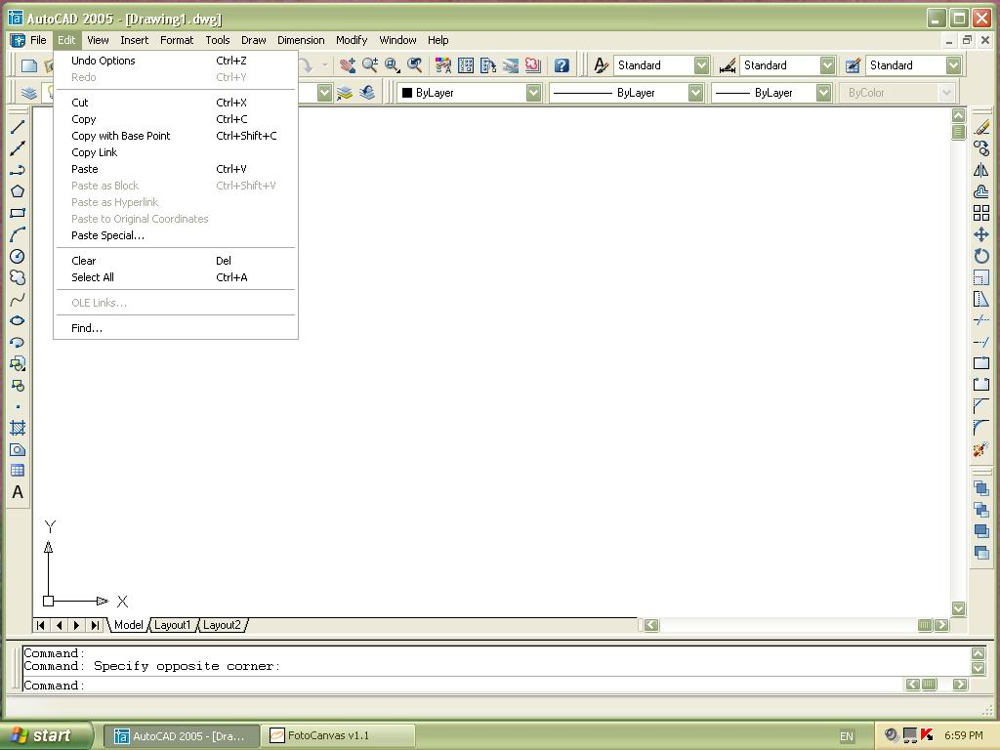 AutoCAD 2005 - [Drawing1.dwg]
File Edit View Insert Format Tools Draw Dimension Modify Window Help
Standard Standard Standard
ByLayer ByLayer ByLayer ByColor
Undo Options Ctrl+Z
Redo Ctrl+Y
Cut Ctrl+X
Copy Ctrl+C
Copy with Base Point Ctrl+Shift+C
Copy Link
Paste Ctrl+V
Paste as Block Ctrl+Shift+V
Paste as Hyperlink
Paste to Original Coordinates
Paste Special...
Clear Del
Select All Ctrl+A
OLE Links...
Find...
A
Y
X
Model Layout1 Layout2
Command:
Command: Specify opposite corner:
Command:
start AutoCAD 2005 - [Dra... FotoCanvas v1.1 EN 6:59 PM